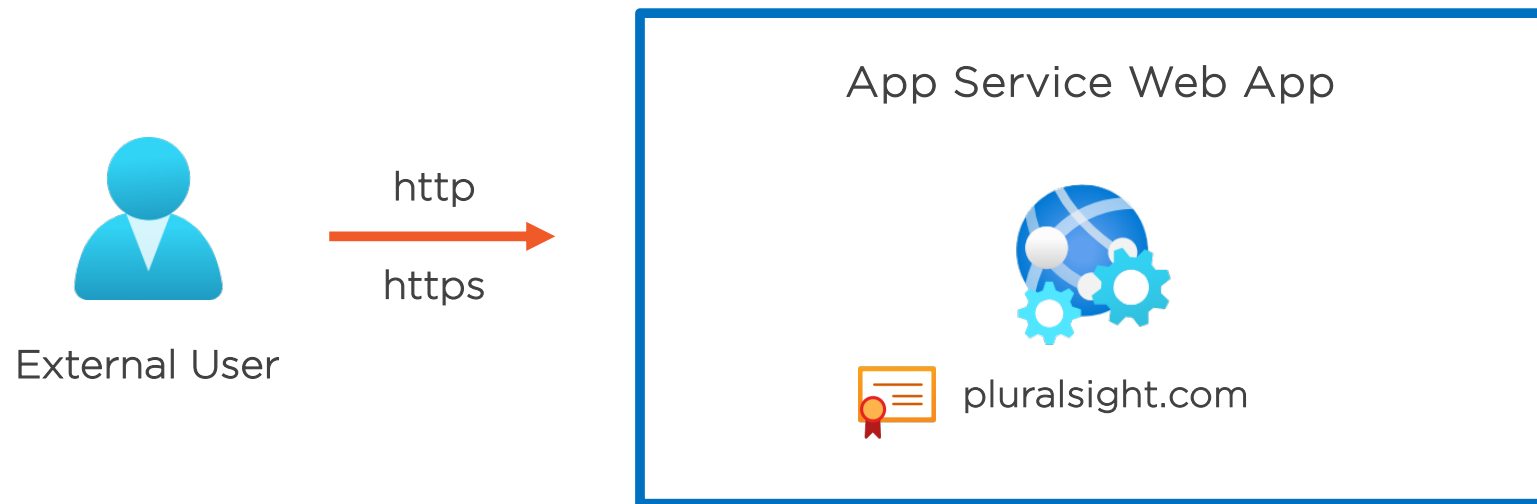 App Service Web App
http
https
External User
pluralsight.com